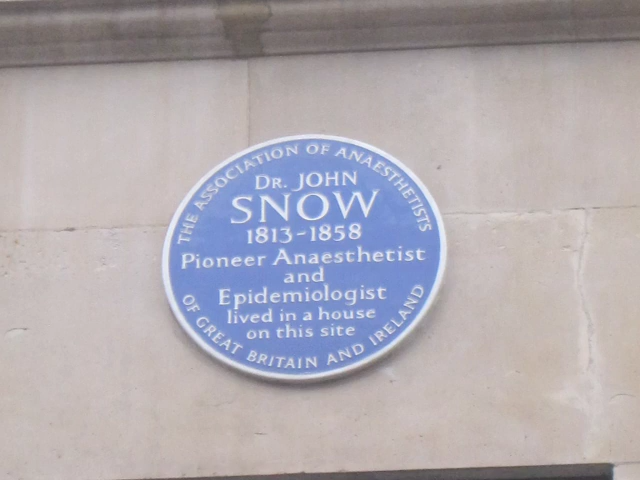 THE ASSOCIATION OF ANAESTHETISTS
DR. JOHN
SNOW
1813-1858
Pioneer Anaesthetist
and
Epidemiologist
lived in a house
on this site
OF GREAT BRITAIN AND IRELAND